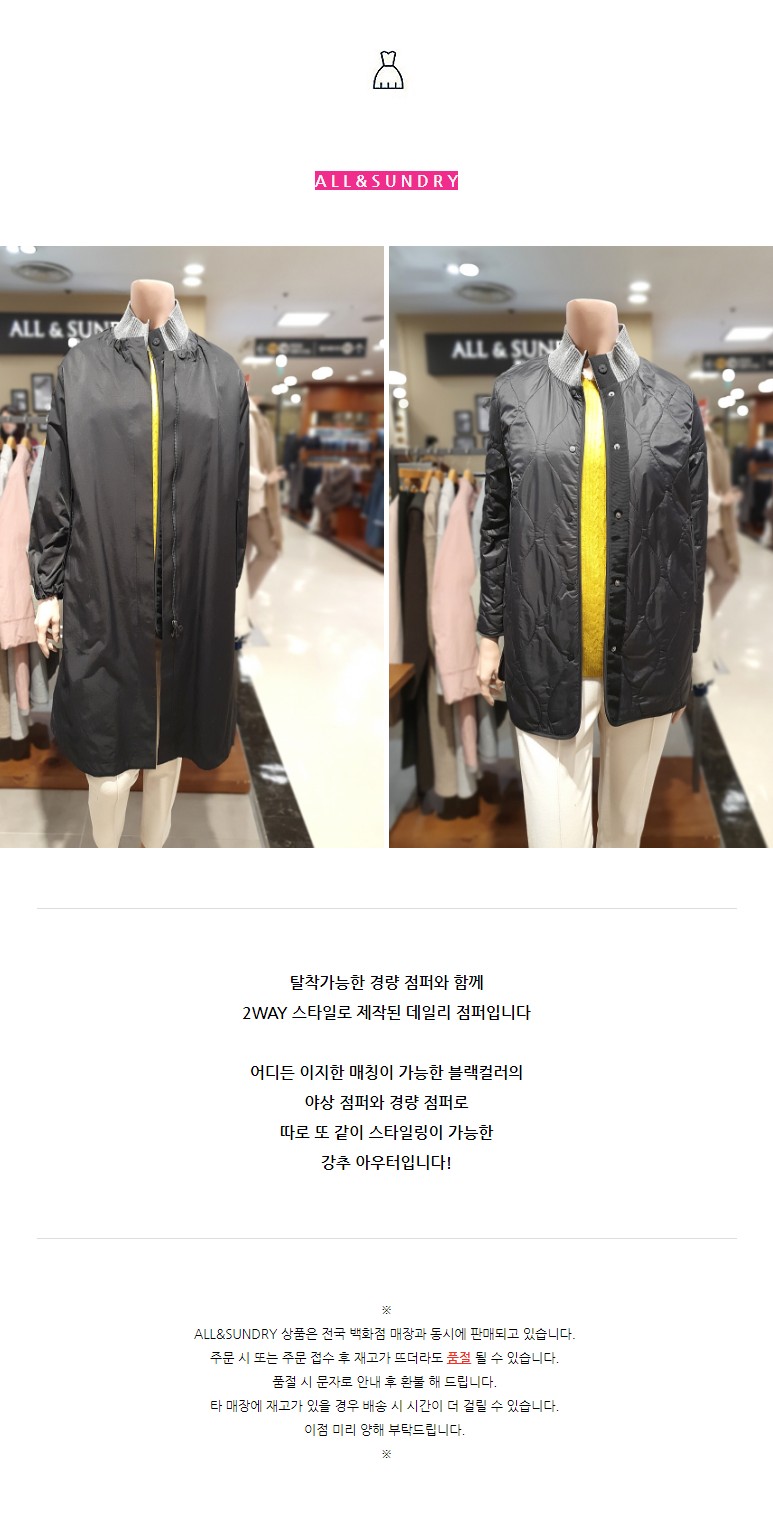 ALL&SUNDRY
ALL & SUN
ALL & SUN
탈착가능한 경량 점퍼와 함께
2WAY 스타일로 제작된 데일리 점퍼입니다
어디든 이지한 매칭이 가능한 블랙컬러의
야상 점퍼와 경량 점퍼로
따로 또 같이 스타일링이 가능한
강추 아우터입니다!
※
ALL&SUNDRY 상품은 전국 백화점 매장과 동시에 판매되고 있습니다.
주문 시 또는 주문 접수 후 재고가 뜨더라도 품절 될 수 있습니다.
품절 시 문자로 안내 후 환불 해 드립니다.
타 매장에 재고가 있을 경우 배송 시 시간이 더 걸릴 수 있습니다.
이점 미리 양해 부탁드립니다.
※